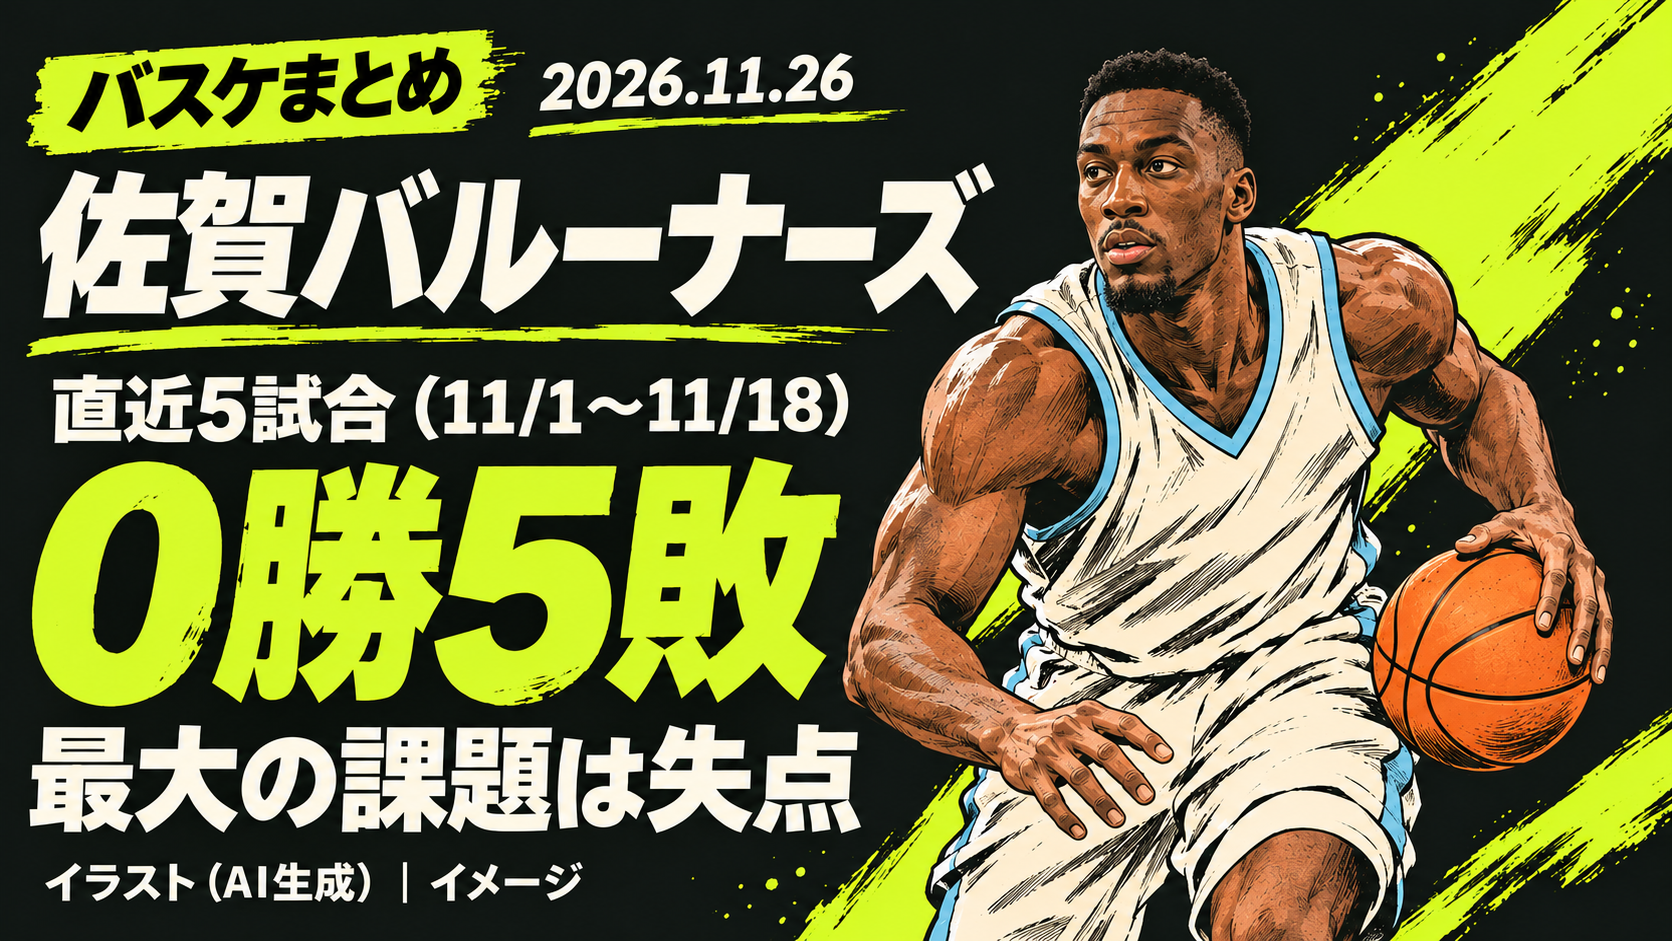 バスケまとめ
2026.11.26
佐賀バルーナーズ
直近5試合（11/1～11/18）
0勝5敗
最大の課題は失点
イラスト（AI生成）｜イメージ